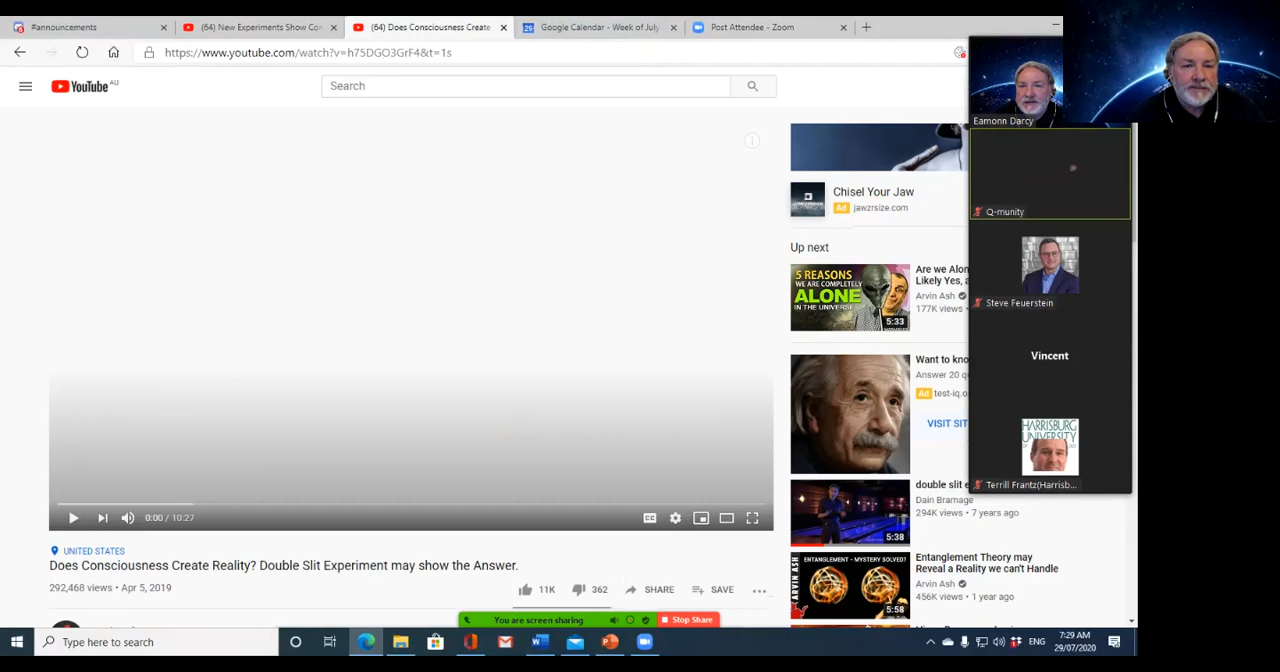 #announcements
(64) New Experiments Show Con
(64) Does Consciousness Create
Google Calendar - Week of July
Post Attendee - Zoom
https://www.youtube.com/watch?v=h75DGO3GrF4&t=1s
YouTube AU
Search
Eamonn Darcy
Q-munity
Steve Feuerstein
Vincent
HARRISBURG
UNIVERSITY
Terrill Frantz(Harrisb...
Chisel Your Jaw
Ad jawzrsize.com
Up next
5 REASONS
WE ARE COMPLETELY
ALONE
IN THE UNIVERSE
5:33
Are we Alon
Likely Yes, a
Arvin Ash
177K views
Want to kno
Answer 20 q
Ad test-iq.o
VISIT SIT
5:38
double slit e
Dain Bramage
294K views • 7 years ago
ENTANGLEMENT - MYSTERY SOLVED?
ARVIN ASH
5:58
Entanglement Theory may
Reveal a Reality we can't Handle
Arvin Ash
456K views • 1 year ago
0:00 / 10:27
UNITED STATES
Does Consciousness Create Reality? Double Slit Experiment may show the Answer.
292,468 views • Apr 5, 2019
11K
362
SHARE
SAVE
You are screen sharing
Stop Share
Type here to search
ENG
7:29 AM
29/07/2020